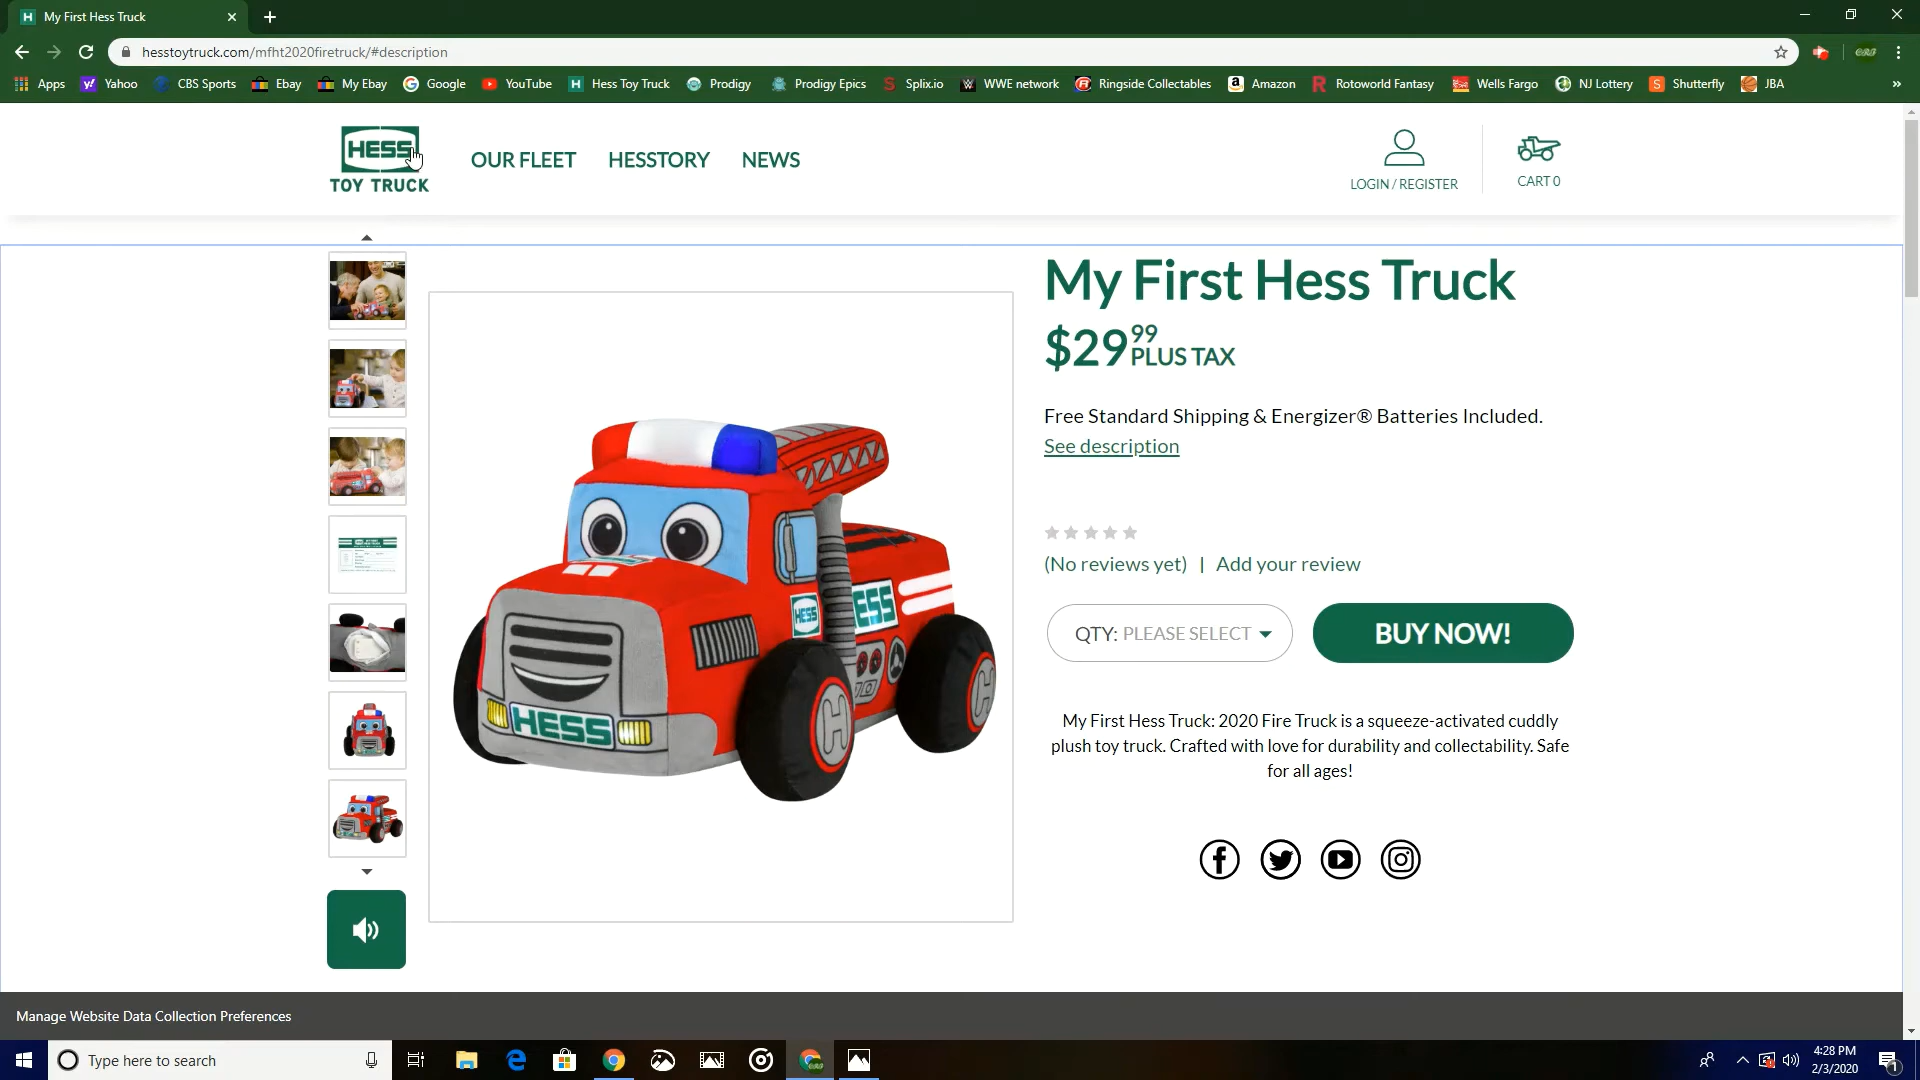 My First Hess Truck
hesstoytruck.com/mfht2020firetruck/#description
Apps Yahoo CBS Sports Ebay My Ebay Google YouTube Hess Toy Truck Prodigy Prodigy Epics Splix.io WWE network Ringside Collectables Amazon Rotoworld Fantasy Wells Fargo NJ Lottery Shutterfly JBA »
HESS
TOY TRUCK
OUR FLEET HESSTORY NEWS
LOGIN / REGISTER
CART 0
My First Hess Truck
$29 99
PLUS TAX
Free Standard Shipping & Energizer® Batteries Included.
See description
(No reviews yet) | Add your review
QTY: PLEASE SELECT
BUY NOW!
My First Hess Truck: 2020 Fire Truck is a squeeze-activated cuddly
plush toy truck. Crafted with love for durability and collectability. Safe
for all ages!
HESS
ESS
HESS
H
H
Manage Website Data Collection Preferences
Type here to search
4:28 PM
2/3/2020
1